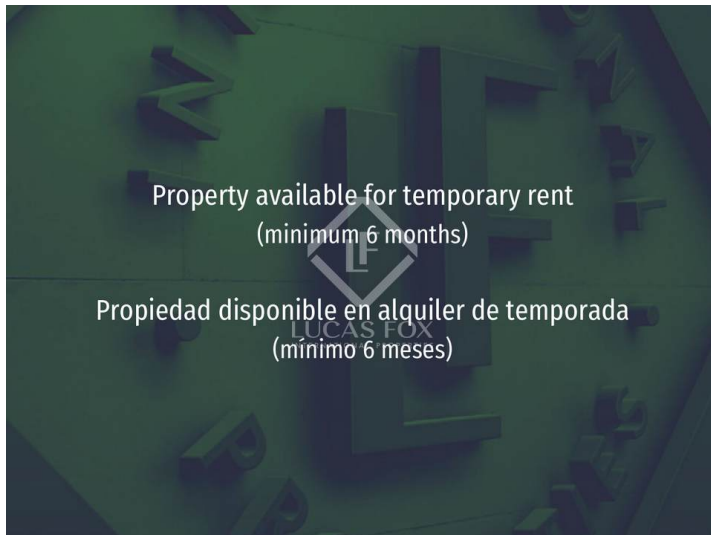 Property available for temporary rent
(minimum 6 months)
LF
Propiedad disponible en alquiler de temporada
LUCAS FOX
(mínimo 6 meses)